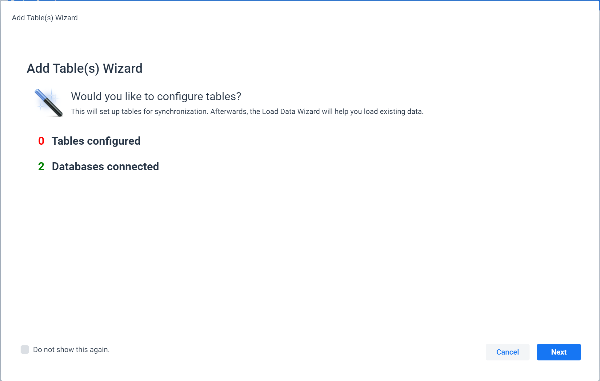 Add Table(s) Wizard
Add Table(s) Wizard
Would you like to configure tables?
This will set up tables for synchronization. Afterwards, the Load Data Wizard will help you load existing data.
0 Tables configured
2 Databases connected
Do not show this again.
Cancel Next